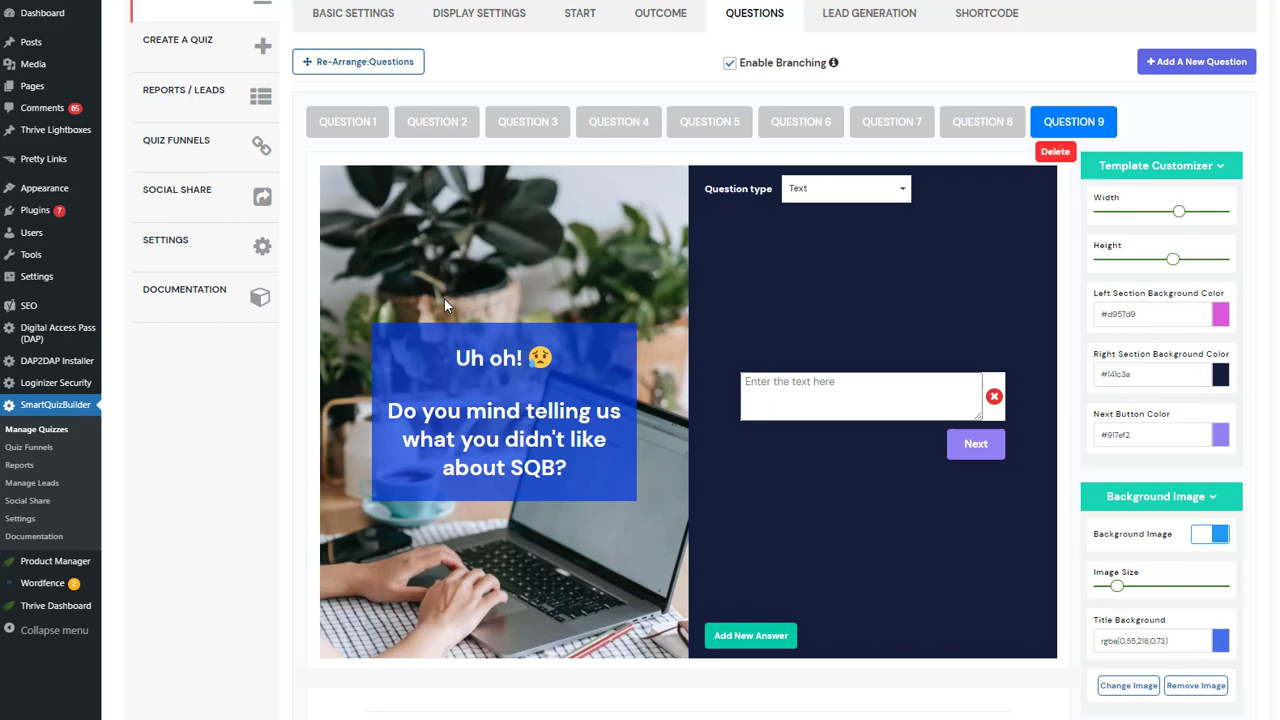 Dashboard
Posts
Media
Pages
Comments 65
Thrive Lightboxes
Pretty Links
Appearance
Plugins 7
Users
Tools
Settings
SEO
Digital Access Pass
(DAP)
DAP2DAP Installer
Loginizer Security
SmartQuizBuilder
Manage Quizzes
Quiz Funnels
Reports
Manage Leads
Social Share
Settings
Documentation
Product Manager
Wordfence 2
Thrive Dashboard
Collapse menu
CREATE A QUIZ
REPORTS / LEADS
QUIZ FUNNELS
SOCIAL SHARE
SETTINGS
DOCUMENTATION
BASIC SETTINGS DISPLAY SETTINGS START OUTCOME QUESTIONS LEAD GENERATION SHORTCODE
Re-Arrange:Questions Enable Branching + Add A New Question
QUESTION 1 QUESTION 2 QUESTION 3 QUESTION 4 QUESTION 5 QUESTION 6 QUESTION 7 QUESTION 8 QUESTION 9
Delete
Question type Text
Uh oh! 😥
Do you mind telling us
what you didn't like
about SQB?
Enter the text here
Next
Add New Answer
Template Customizer
Width
Height
Left Section Background Color
#d957d9
Right Section Background Color
#141c3a
Next Button Color
#917ef2
Background Image
Background Image
Image Size
Title Background
rgba(0,55,218,0.73)
Change Image Remove Image